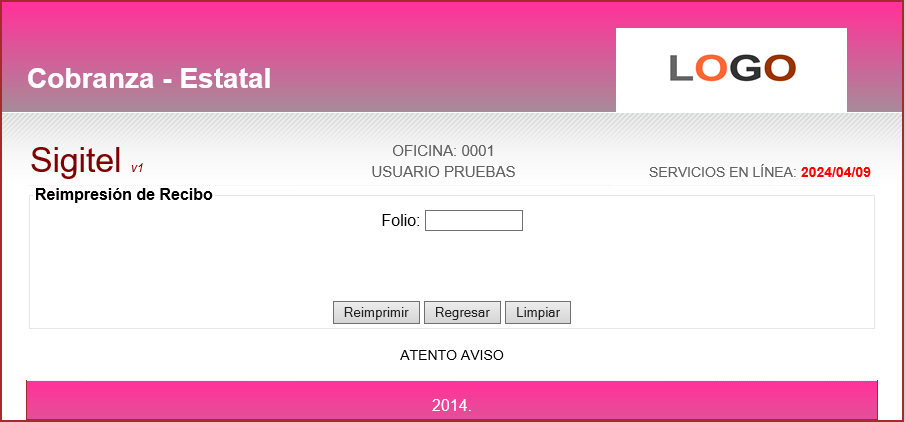 Cobranza - Estatal
LOGO
Sigitel v1
OFICINA: 0001
USUARIO PRUEBAS
SERVICIOS EN LÍNEA: 2024/04/09
Reimpresión de Recibo
Folio:
Reimprimir Regresar Limpiar
ATENTO AVISO
2014.